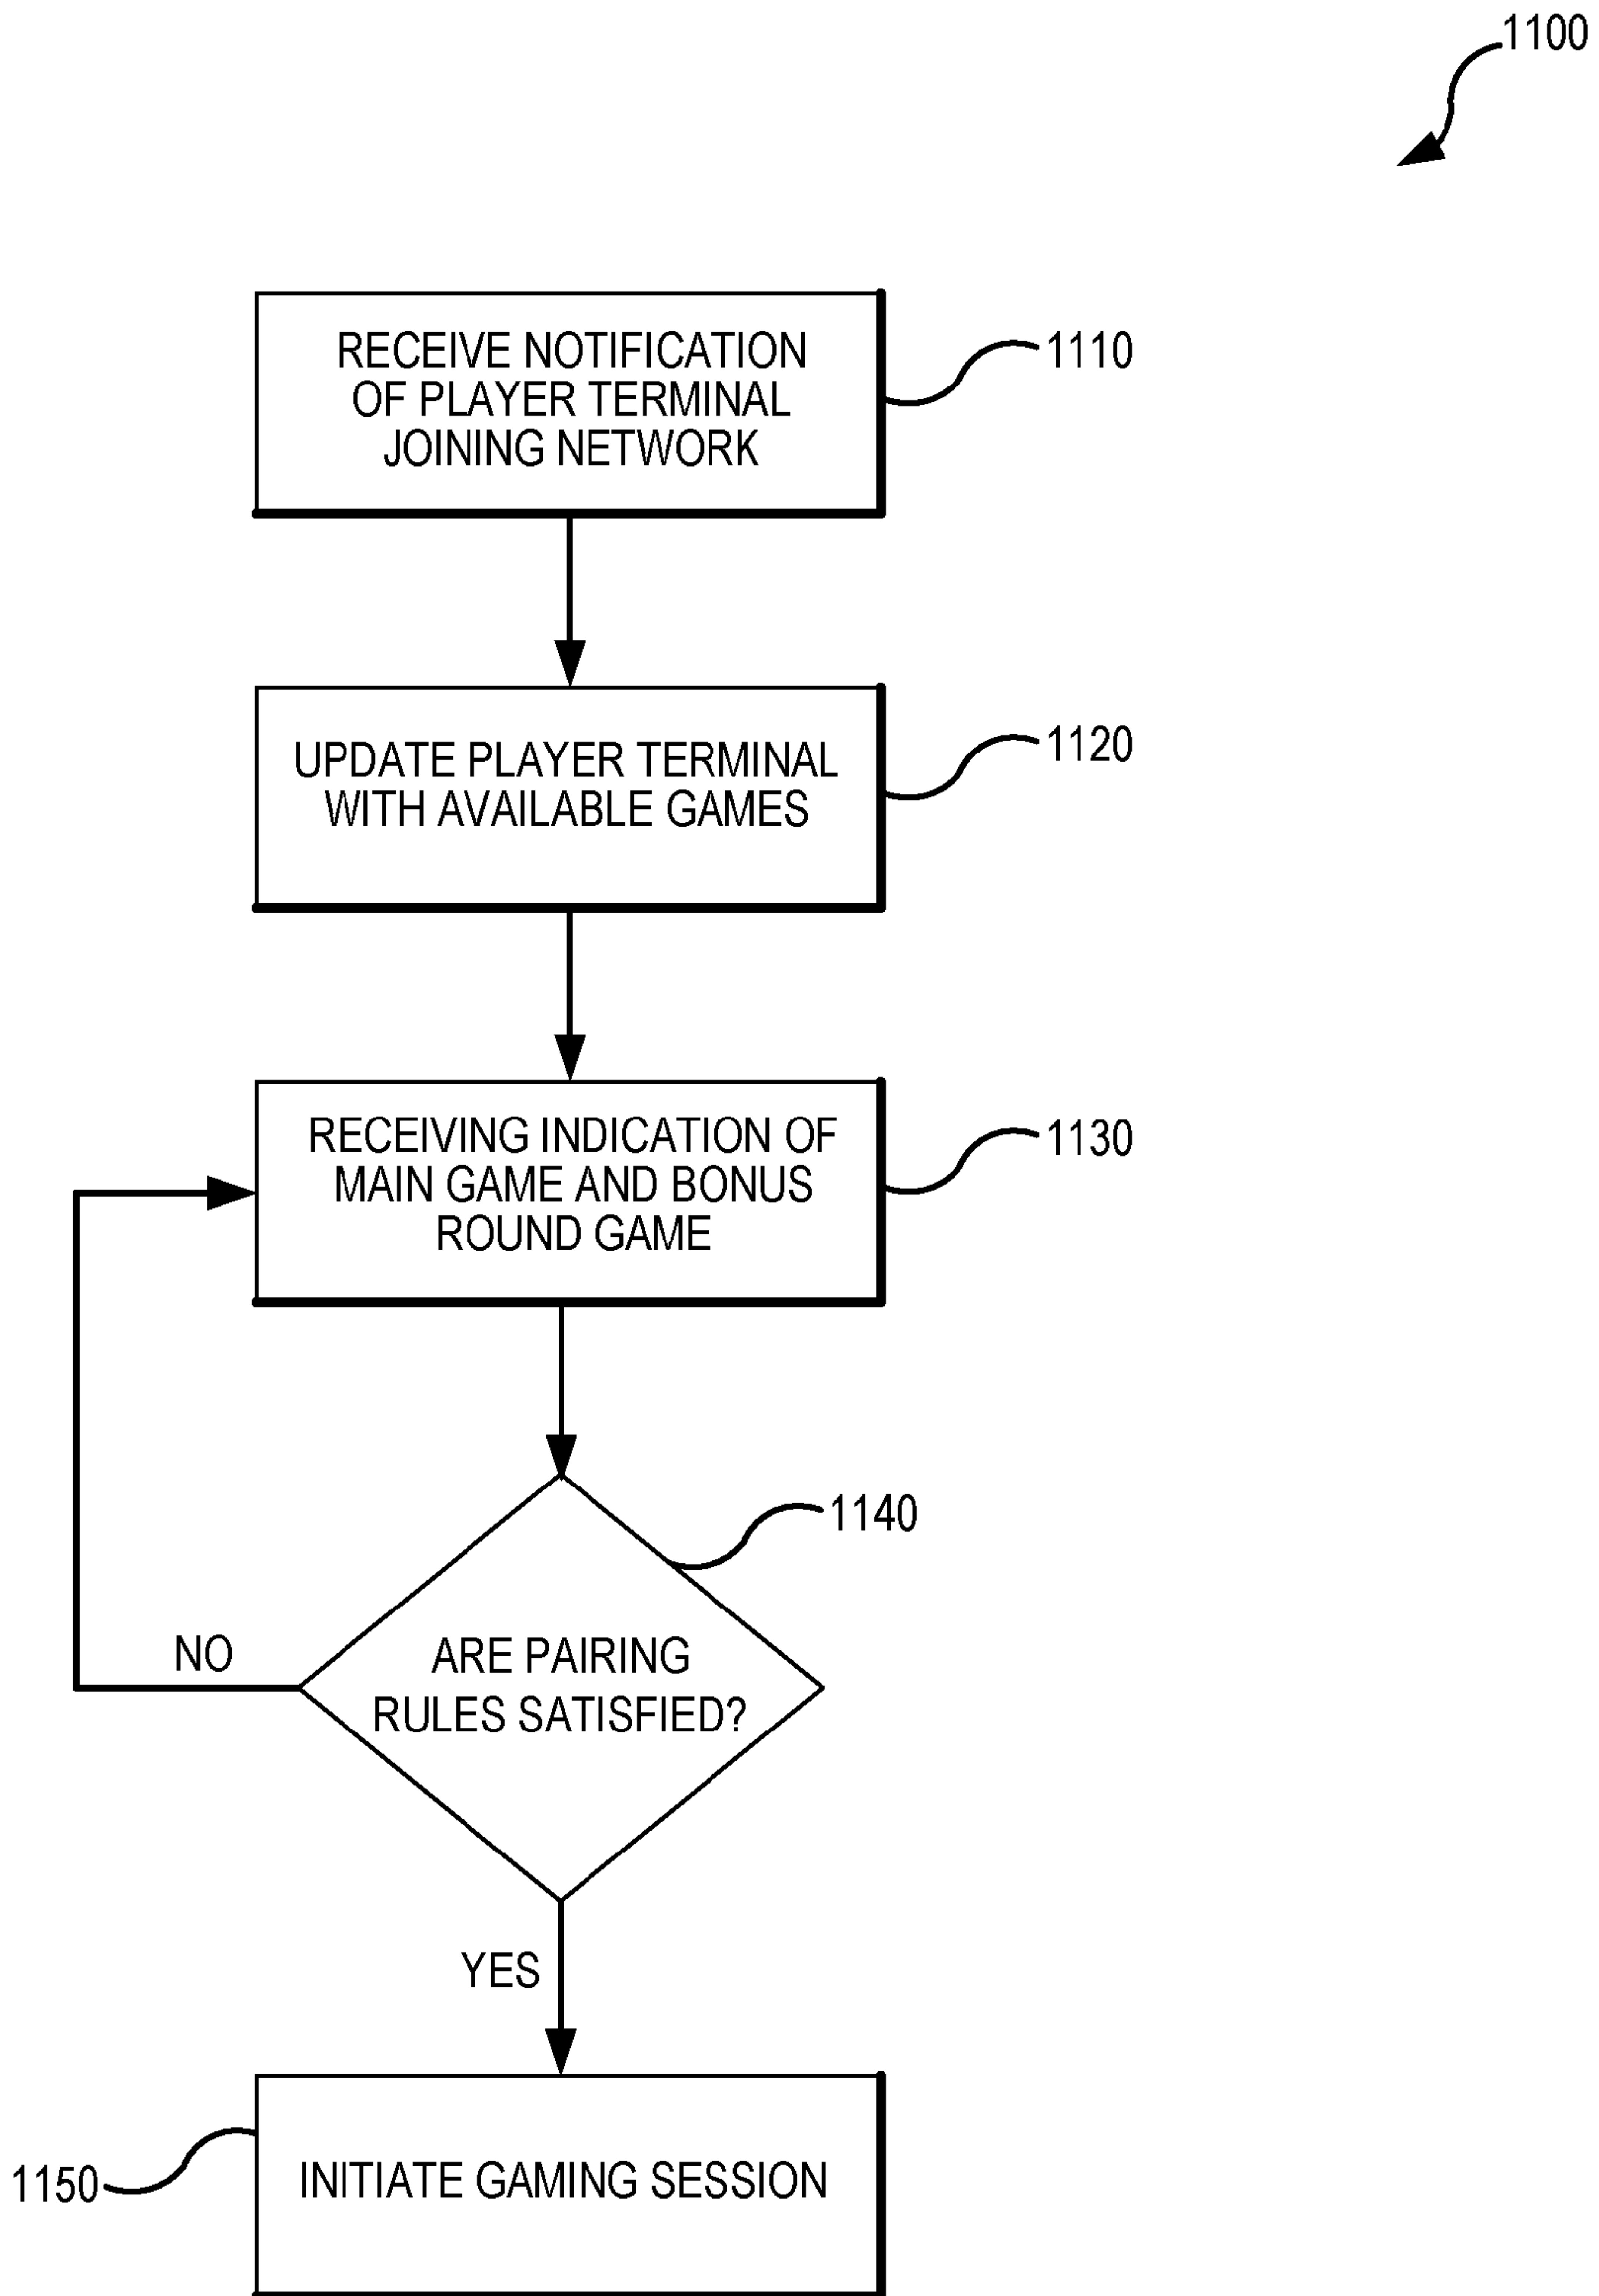 1100
RECEIVE NOTIFICATION
OF PLAYER TERMINAL
JOINING NETWORK
1110
UPDATE PLAYER TERMINAL
WITH AVAILABLE GAMES
1120
RECEIVING INDICATION OF
MAIN GAME AND BONUS
ROUND GAME
1130
1140
ARE PAIRING
RULES SATISFIED?
NO
YES
1150
INITIATE GAMING SESSION